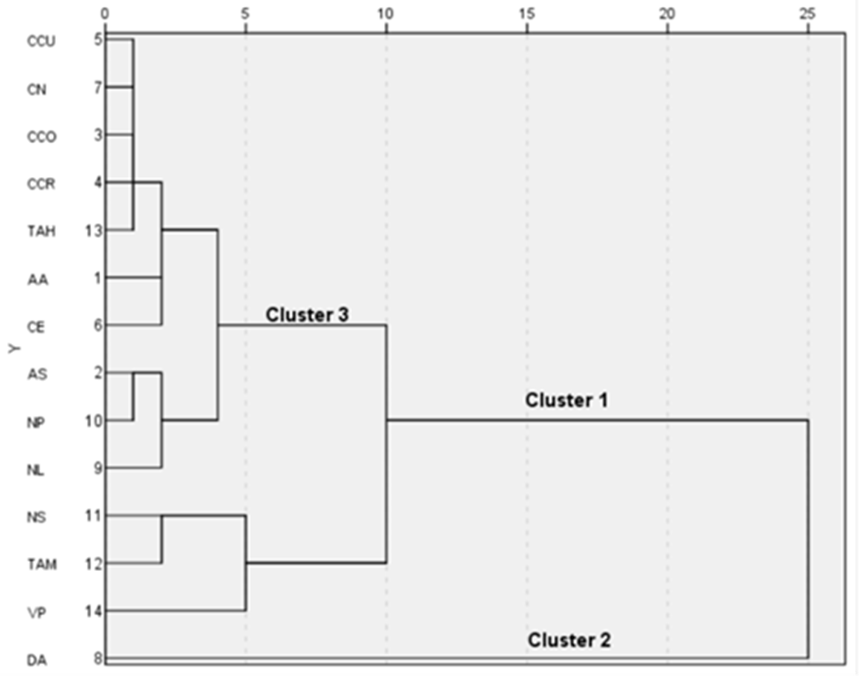 0 5 10 15 20 25
CCU 5
CN 7
CCO 3
CCR 4
TAH 13
AA 1
CE 6
Cluster 3
Y
AS 2
Cluster 1
NP 10
NL 9
NS 11
TAM 12
VP 14
Cluster 2
DA 8